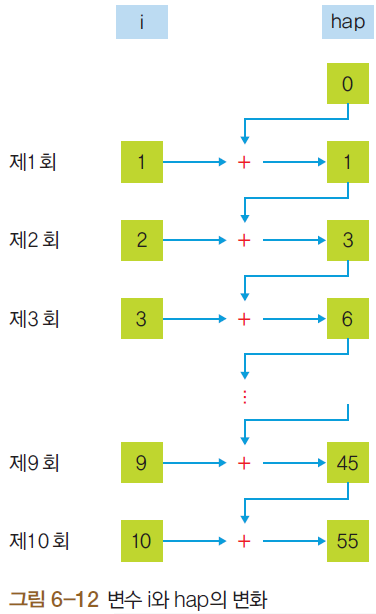 i hap
0
제1회 1 + 1
제2회 2 + 3
제3회 3 + 6
⋮
제9회 9 + 45
제10회 10 + 55
그림 6-12 변수 i와 hap의 변화